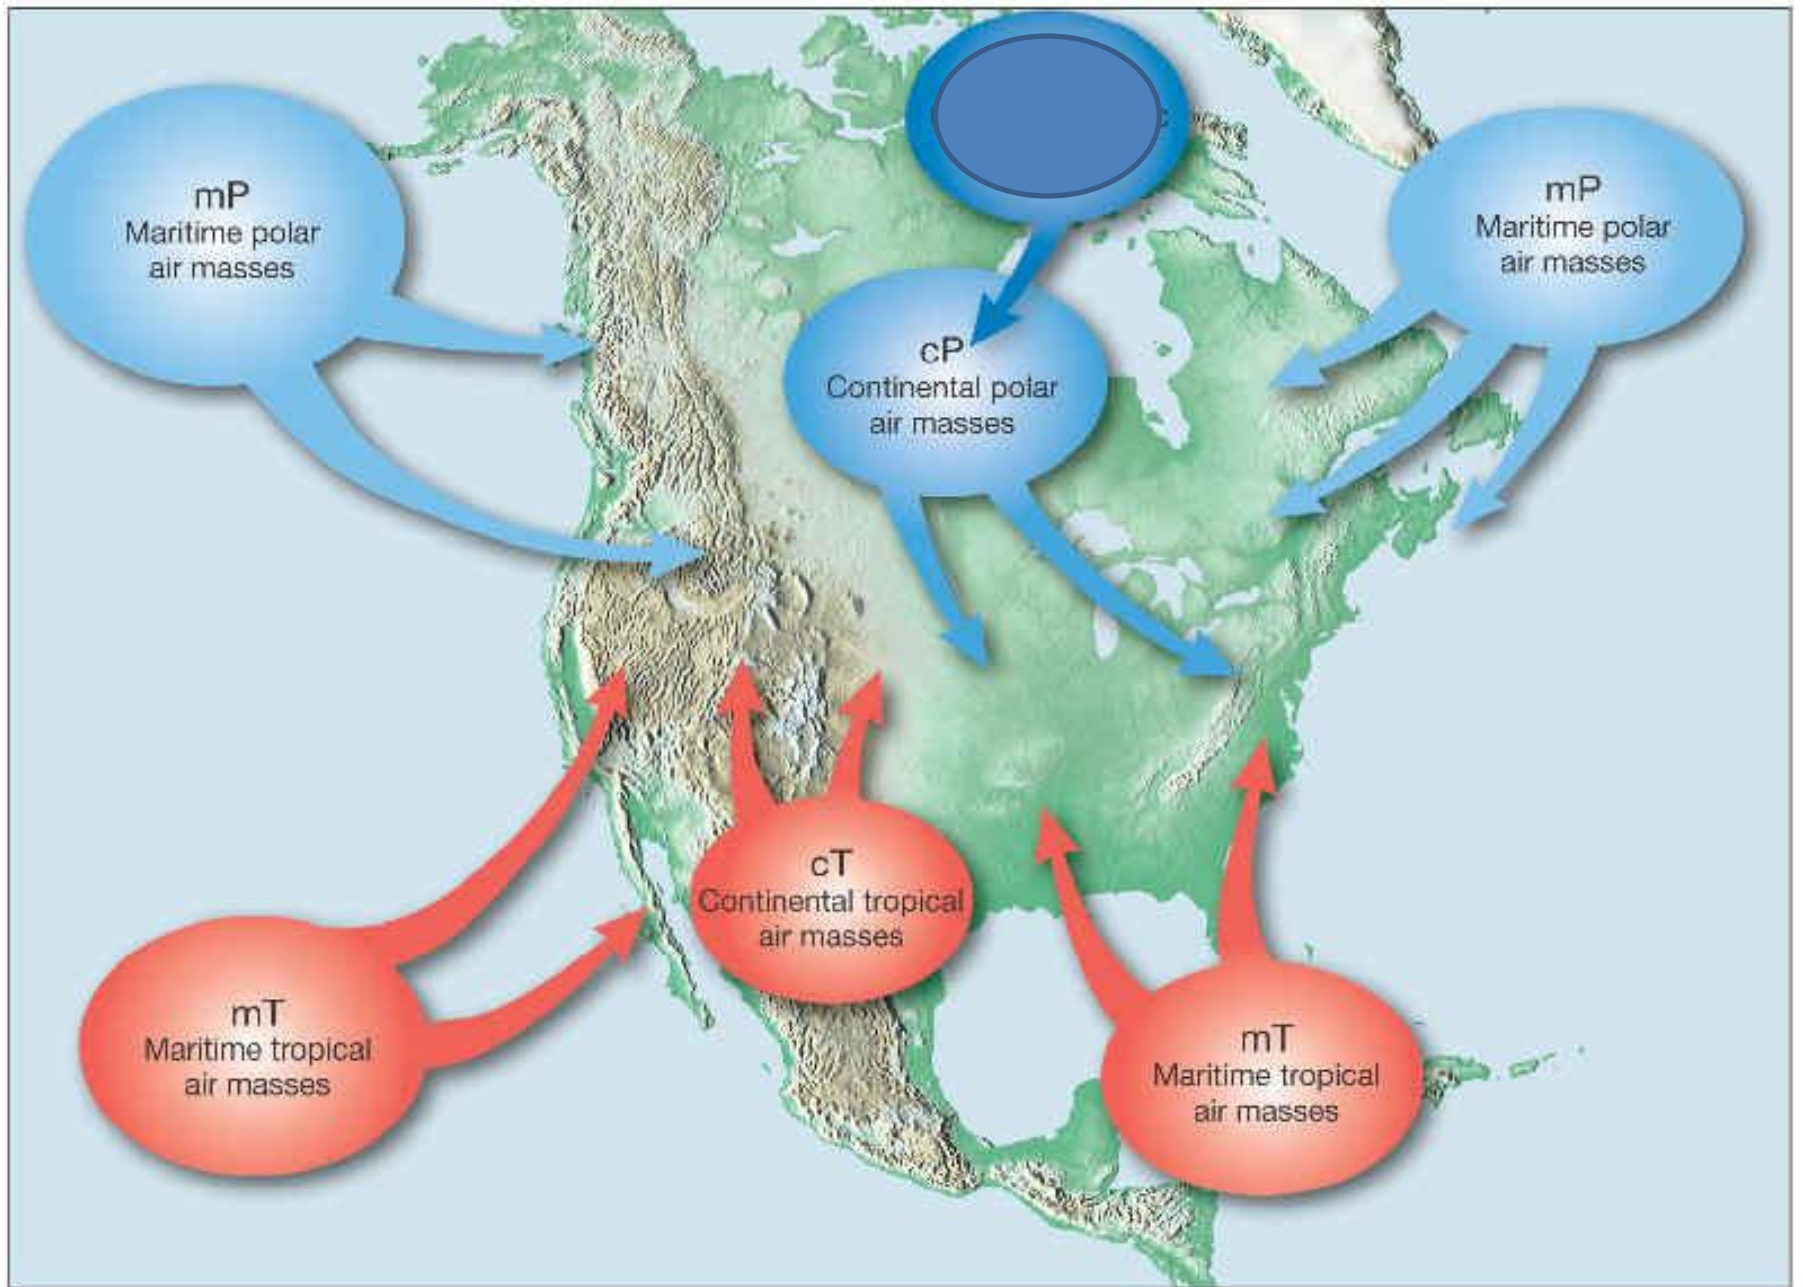 mP
Maritime polar
air masses
mP
Maritime polar
air masses
cP
Continental polar
air masses
cT
Continental tropical
air masses
mT
Maritime tropical
air masses
mT
Maritime tropical
air masses